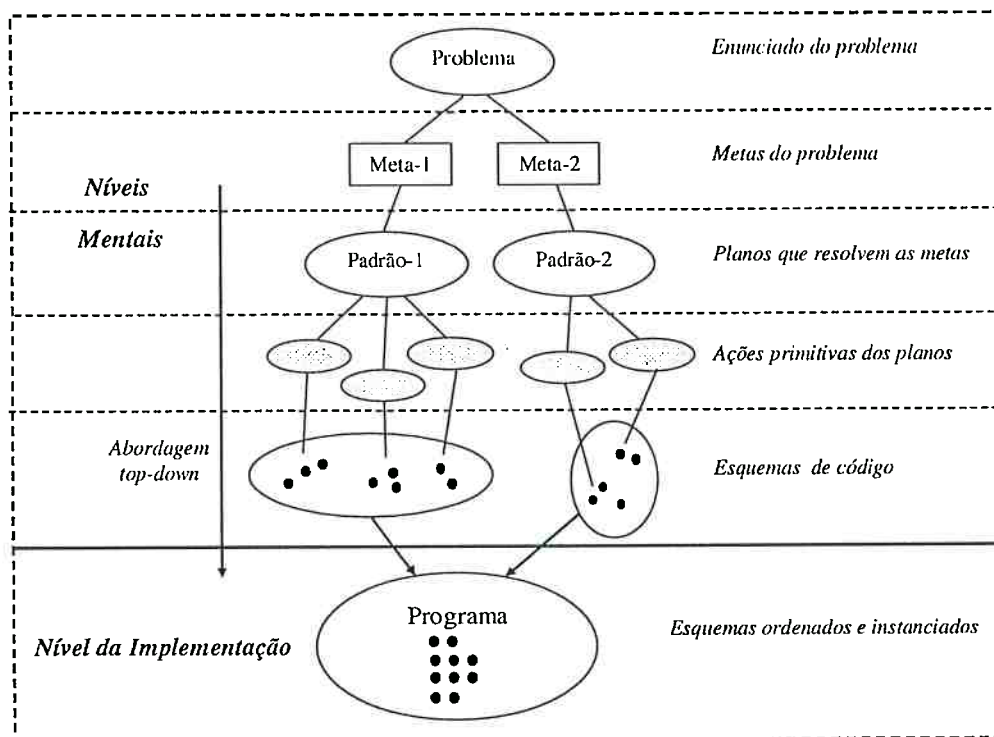 Problema
Enunciado do problema
Meta-1
Meta-2
Metas do problema
Níveis
Mentais
Padrão-1
Padrão-2
Planos que resolvem as metas
Ações primitivas dos planos
Abordagem
top-down
Esquemas de código
Programa
Nível da Implementação
Esquemas ordenados e instanciados